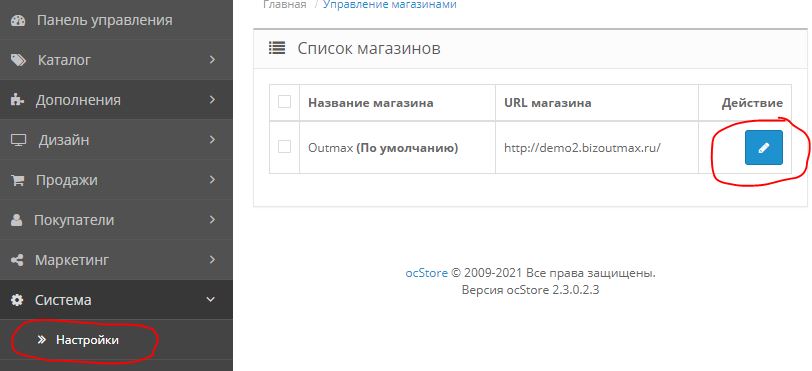 Панель управления
Каталог
Дополнения
Дизайн
Продажи
Покупатели
Маркетинг
Система
Настройки
Главная / Управление магазинами
Список магазинов
Название магазина URL магазина Действие
Outmax (По умолчанию) http://demo2.bizoutmax.ru/
ocStore © 2009-2021 Все права защищены.
Версия ocStore 2.3.0.2.3